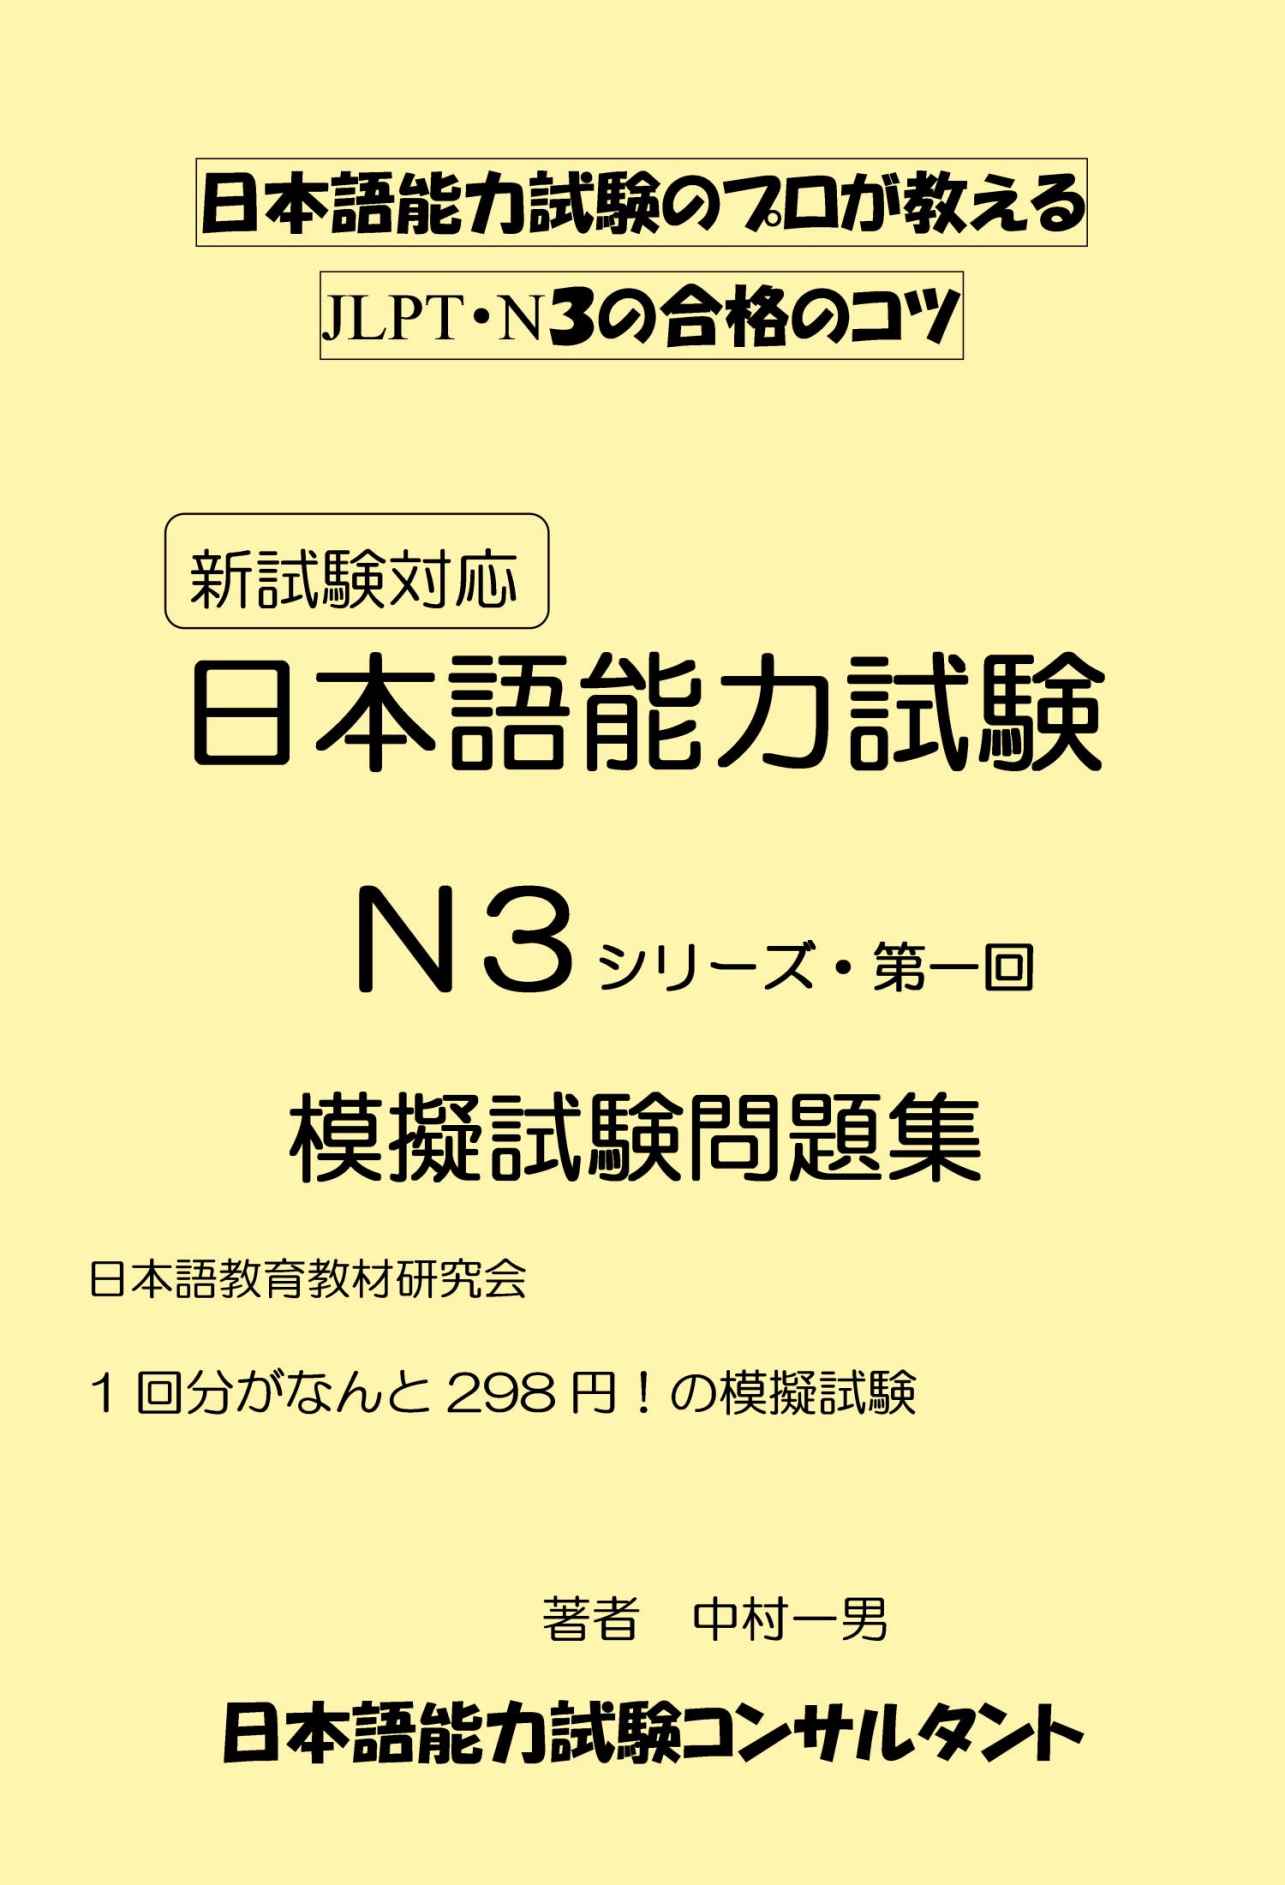 日本語能力試験のプロが教える
JLPT・N3の合格のコツ
新試験対応
日本語能力試験
N3シリーズ・第一回
模擬試験問題集
日本語教育教材研究会
1回分がなんと298円！の模擬試験
著者　中村一男
日本語能力試験コンサルタント